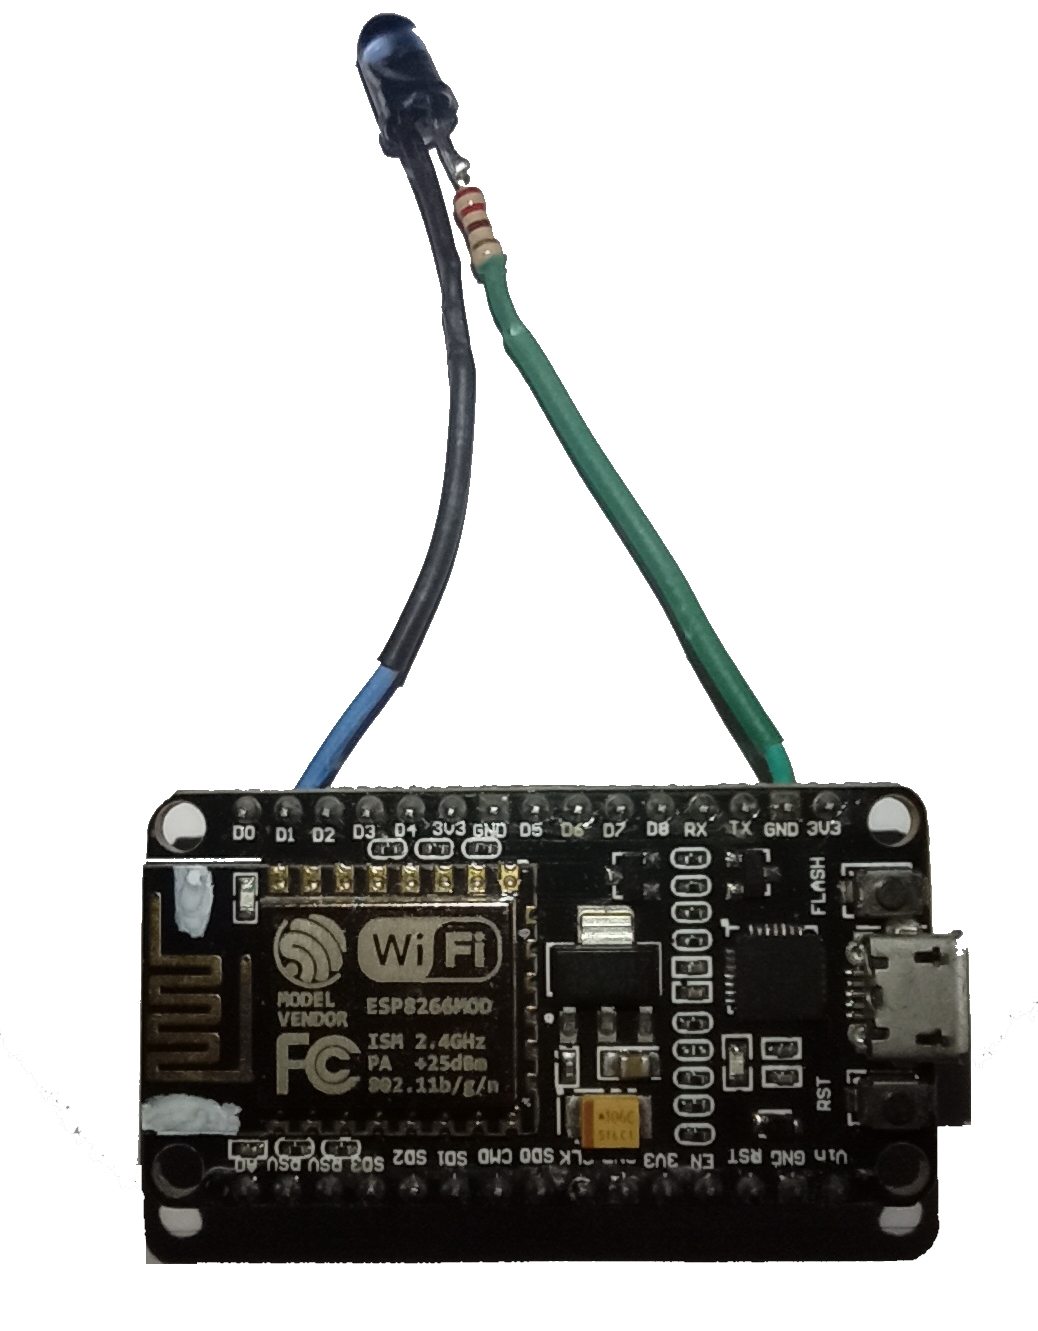 D0 D1 D2 D3 D4 3V3 GND D5 D6 D7 D8 RX TX GND 3V3
FLASH
WiFi
MODEL
VENDOR
ESP8266MOD
ISM 2.4GHz
PA +25dBm
802.11b/g/n
FC
RST
106C
A0 RSV RSV SD3 SD2 SD1 CMD SD0 CLK 3V3 EN RST GND Vin